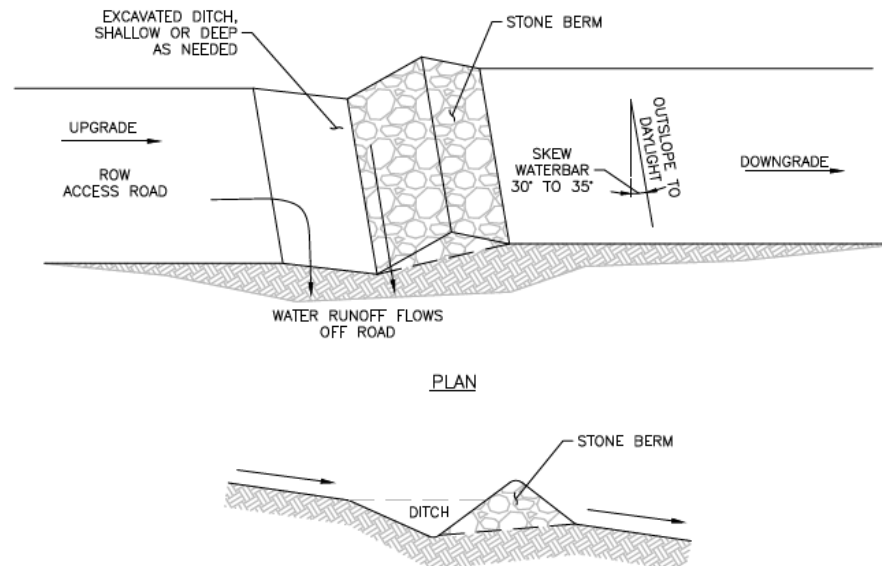 EXCAVATED DITCH,
SHALLOW OR DEEP
AS NEEDED
STONE BERM
UPGRADE
ROW
ACCESS ROAD
SKEW
WATERBAR
30° TO 35°
OUTSLOPE TO
DAYLIGHT
DOWNGRADE
WATER RUNOFF FLOWS
OFF ROAD
PLAN
STONE BERM
DITCH